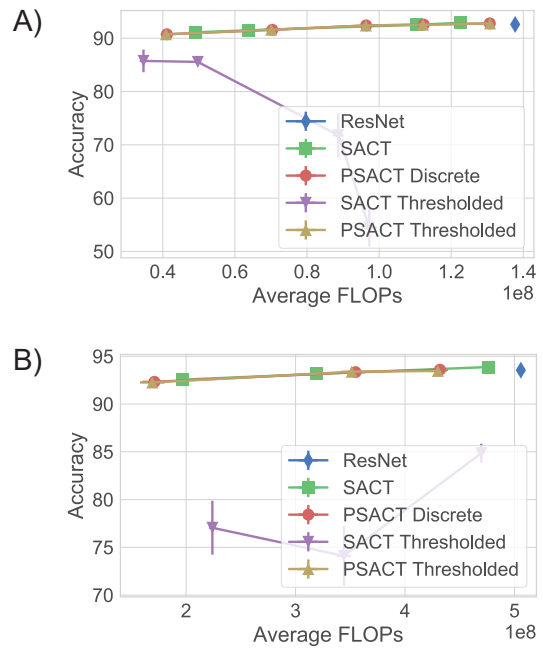 A)
90
80
70
60
50
Accuracy
ResNet
SACT
PSACT Discrete
SACT Thresholded
PSACT Thresholded
0.4 0.6 0.8 1.0 1.2 1.4
Average FLOPs
1e8
B)
95
90
85
80
75
70
Accuracy
ResNet
SACT
PSACT Discrete
SACT Thresholded
PSACT Thresholded
2 3 4 5
Average FLOPs
1e8